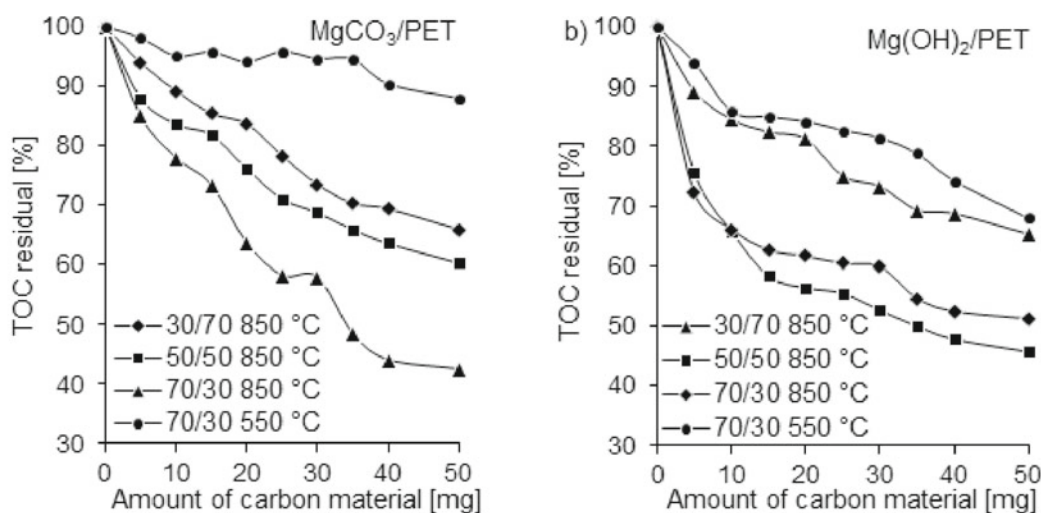 MgCO₃/PET
TOC residual [%]
100
90
80
70
60
50
40
30
30/70 850 °C
50/50 850 °C
70/30 850 °C
70/30 550 °C
0 10 20 30 40 50
Amount of carbon material [mg]
b)
Mg(OH)₂/PET
TOC residual [%]
100
90
80
70
60
50
40
30
30/70 850 °C
50/50 850 °C
70/30 850 °C
70/30 550 °C
0 10 20 30 40 50
Amount of carbon material [mg]